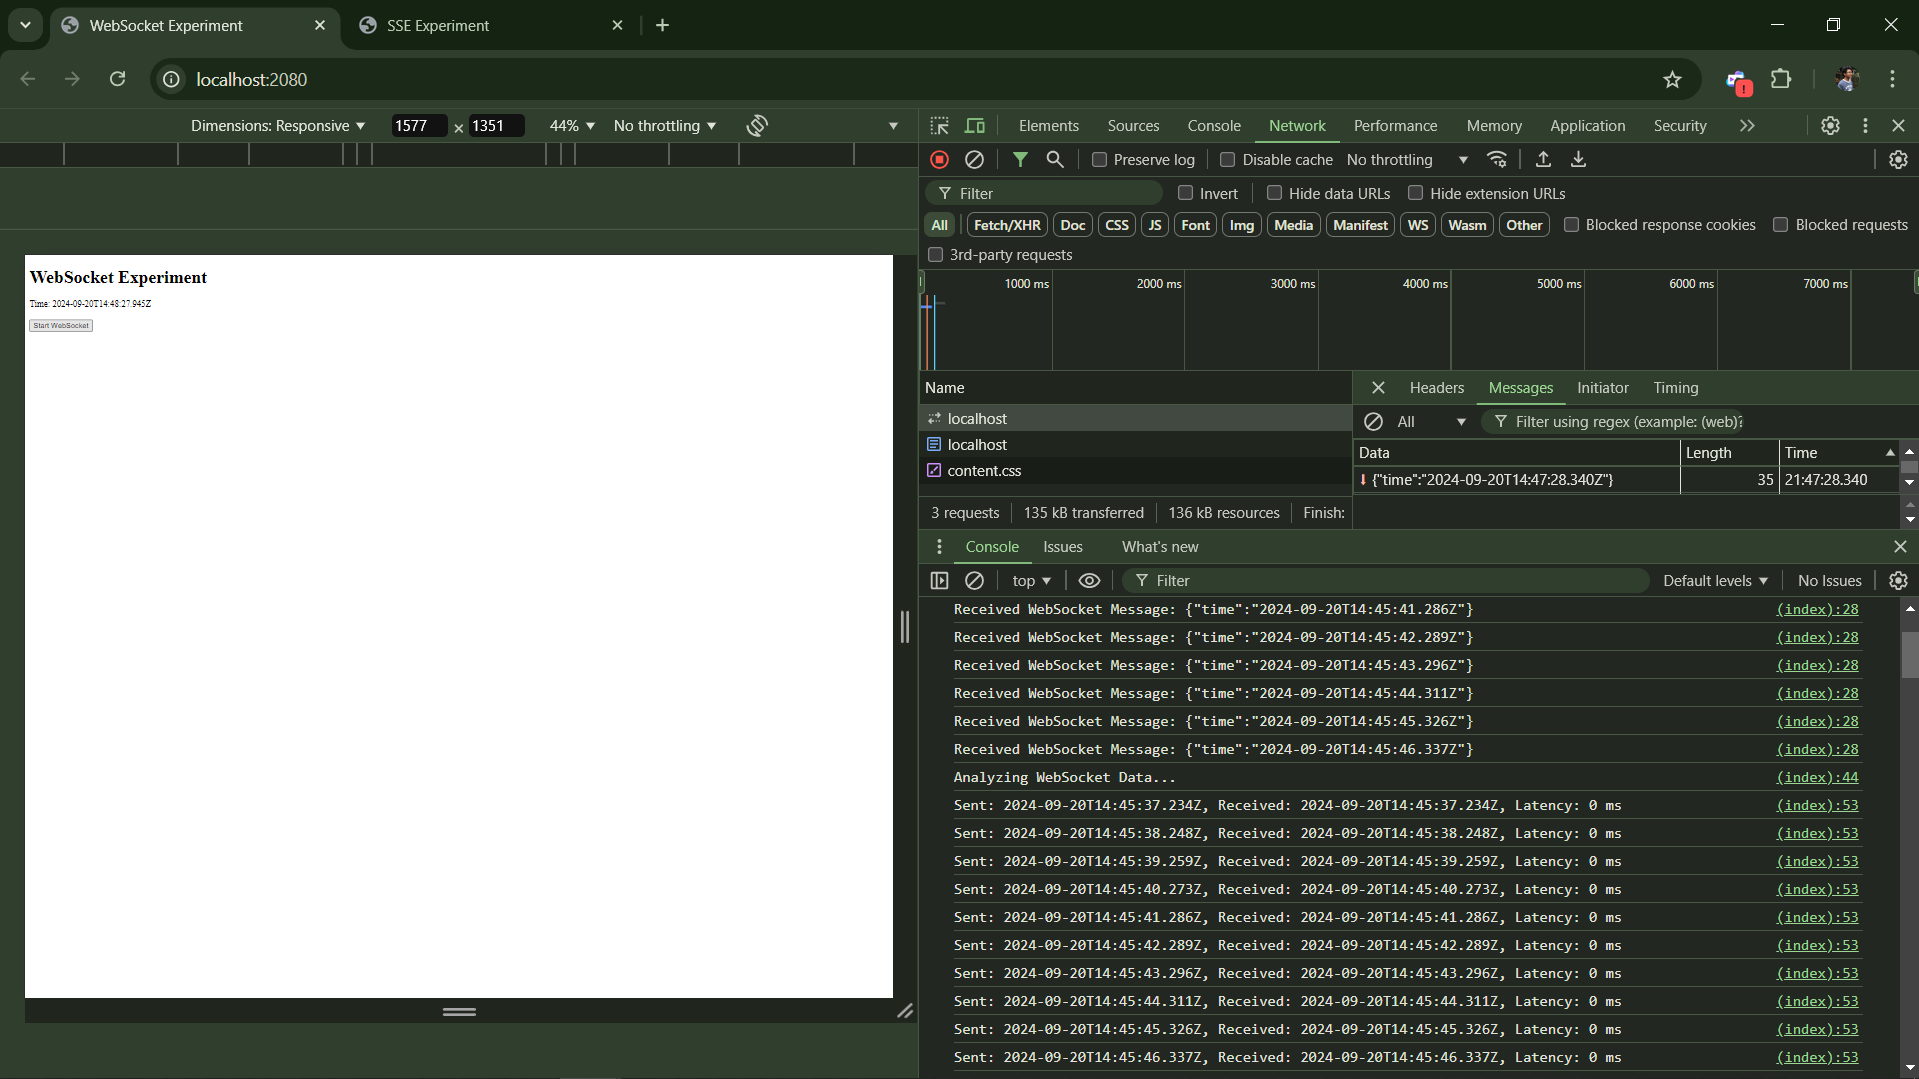 WebSocket Experiment
SSE Experiment
localhost:2080
Dimensions: Responsive 1577 × 1351 44% No throttling
WebSocket Experiment
Time: 2024-09-20T14:48:27.945Z
Start WebSocket
Elements Sources Console Network Performance Memory Application Security
Preserve log Disable cache No throttling
Filter Invert Hide data URLs Hide extension URLs
All Fetch/XHR Doc CSS JS Font Img Media Manifest WS Wasm Other Blocked response cookies Blocked requests
3rd-party requests
1000 ms 2000 ms 3000 ms 4000 ms 5000 ms 6000 ms 7000 ms
Name
localhost
localhost
content.css
3 requests 135 kB transferred 136 kB resources Finish:
Headers Messages Initiator Timing
All Filter using regex (example: (web)?
Data Length Time
{"time":"2024-09-20T14:47:28.340Z"} 35 21:47:28.340
Console Issues What's new
top Filter Default levels No Issues
Received WebSocket Message: {"time":"2024-09-20T14:45:41.286Z"} (index):28
Received WebSocket Message: {"time":"2024-09-20T14:45:42.289Z"} (index):28
Received WebSocket Message: {"time":"2024-09-20T14:45:43.296Z"} (index):28
Received WebSocket Message: {"time":"2024-09-20T14:45:44.311Z"} (index):28
Received WebSocket Message: {"time":"2024-09-20T14:45:45.326Z"} (index):28
Received WebSocket Message: {"time":"2024-09-20T14:45:46.337Z"} (index):28
Analyzing WebSocket Data... (index):44
Sent: 2024-09-20T14:45:37.234Z, Received: 2024-09-20T14:45:37.234Z, Latency: 0 ms (index):53
Sent: 2024-09-20T14:45:38.248Z, Received: 2024-09-20T14:45:38.248Z, Latency: 0 ms (index):53
Sent: 2024-09-20T14:45:39.259Z, Received: 2024-09-20T14:45:39.259Z, Latency: 0 ms (index):53
Sent: 2024-09-20T14:45:40.273Z, Received: 2024-09-20T14:45:40.273Z, Latency: 0 ms (index):53
Sent: 2024-09-20T14:45:41.286Z, Received: 2024-09-20T14:45:41.286Z, Latency: 0 ms (index):53
Sent: 2024-09-20T14:45:42.289Z, Received: 2024-09-20T14:45:42.289Z, Latency: 0 ms (index):53
Sent: 2024-09-20T14:45:43.296Z, Received: 2024-09-20T14:45:43.296Z, Latency: 0 ms (index):53
Sent: 2024-09-20T14:45:44.311Z, Received: 2024-09-20T14:45:44.311Z, Latency: 0 ms (index):53
Sent: 2024-09-20T14:45:45.326Z, Received: 2024-09-20T14:45:45.326Z, Latency: 0 ms (index):53
Sent: 2024-09-20T14:45:46.337Z, Received: 2024-09-20T14:45:46.337Z, Latency: 0 ms (index):53